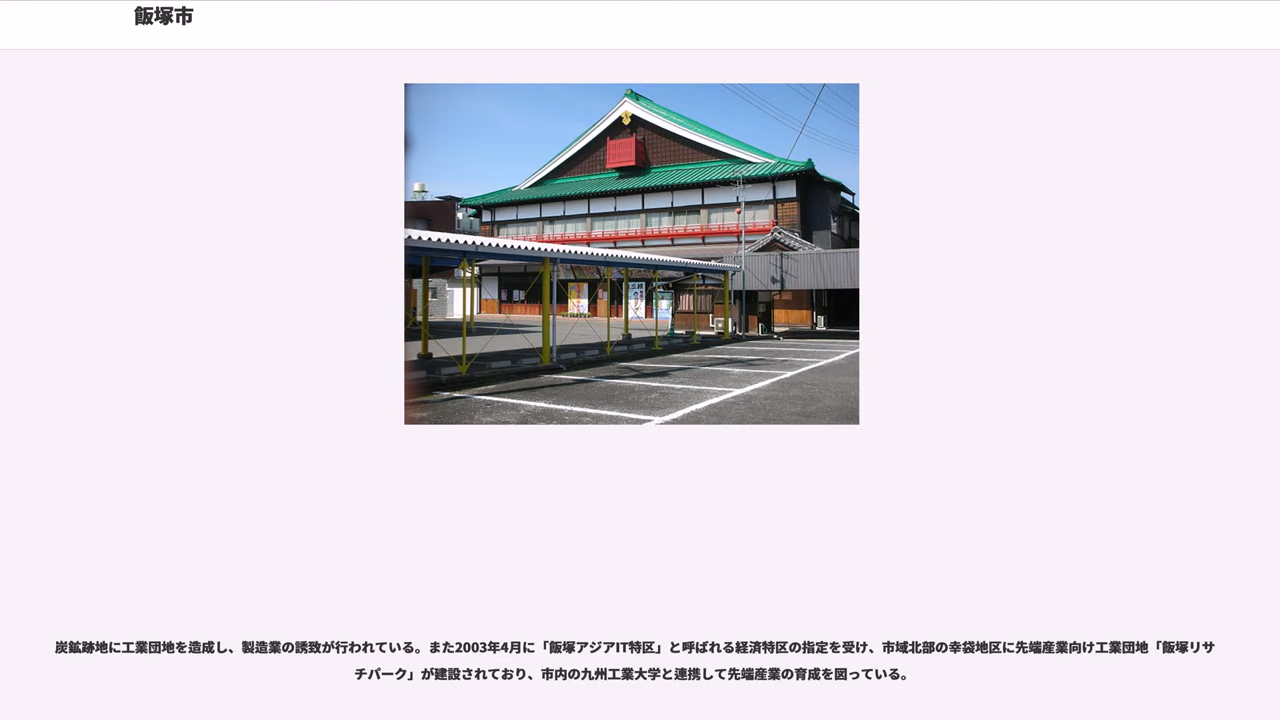 飯塚市
炭鉱跡地に工業団地を造成し、製造業の誘致が行われている。また2003年4月に「飯塚アジアIT特区」と呼ばれる経済特区の指定を受け、市域北部の幸袋地区に先端産業向け工業団地「飯塚リサ
チパーク」が建設されており、市内の九州工業大学と連携して先端産業の育成を図っている。